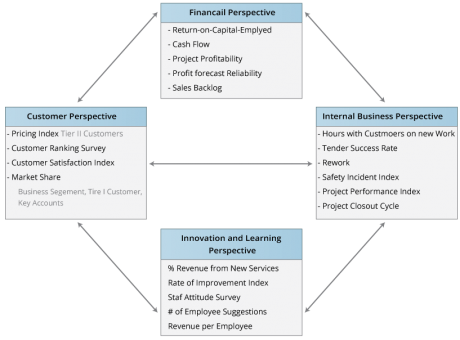 Financail Perspective
- Return-on-Capital-Emplyed
- Cash Flow
- Project Profitability
- Profit forecast Reliability
- Sales Backlog
Customer Perspective
- Pricing Index Tier II Customers
- Customer Ranking Survey
- Customer Satisfaction Index
- Market Share
Business Segement, Tire I Customer,
Key Accounts
Internal Business Perspective
- Hours with Custmoers on new Work
- Tender Success Rate
- Rework
- Safety Incident Index
- Project Performance Index
- Project Closout Cycle
Innovation and Learning
Perspective
% Revenue from New Services
Rate of Improvement Index
Staf Attitude Survey
# of Employee Suggestions
Revenue per Employee